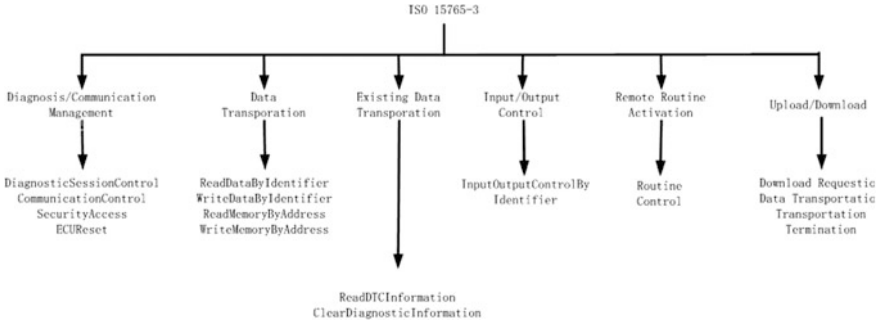 ISO 15765-3
Diagnosis/Communication
Management
Data
Transporation
Existing Data
Transporation
Input/Output
Control
Remote Routine
Activation
Upload/Download
DiagnosticSessionControl
CommunicationControl
SecurityAccess
ECUReset
ReadDataByIdentifier
WriteDataByIdentifier
ReadMemoryByAddress
WriteMemoryByAddress
InputOutputControlBy
Identifier
Routine
Control
Download Requestic
Data Transportatic
Transportation
Termination
ReadDTCInformation
ClearDiagnosticInformation